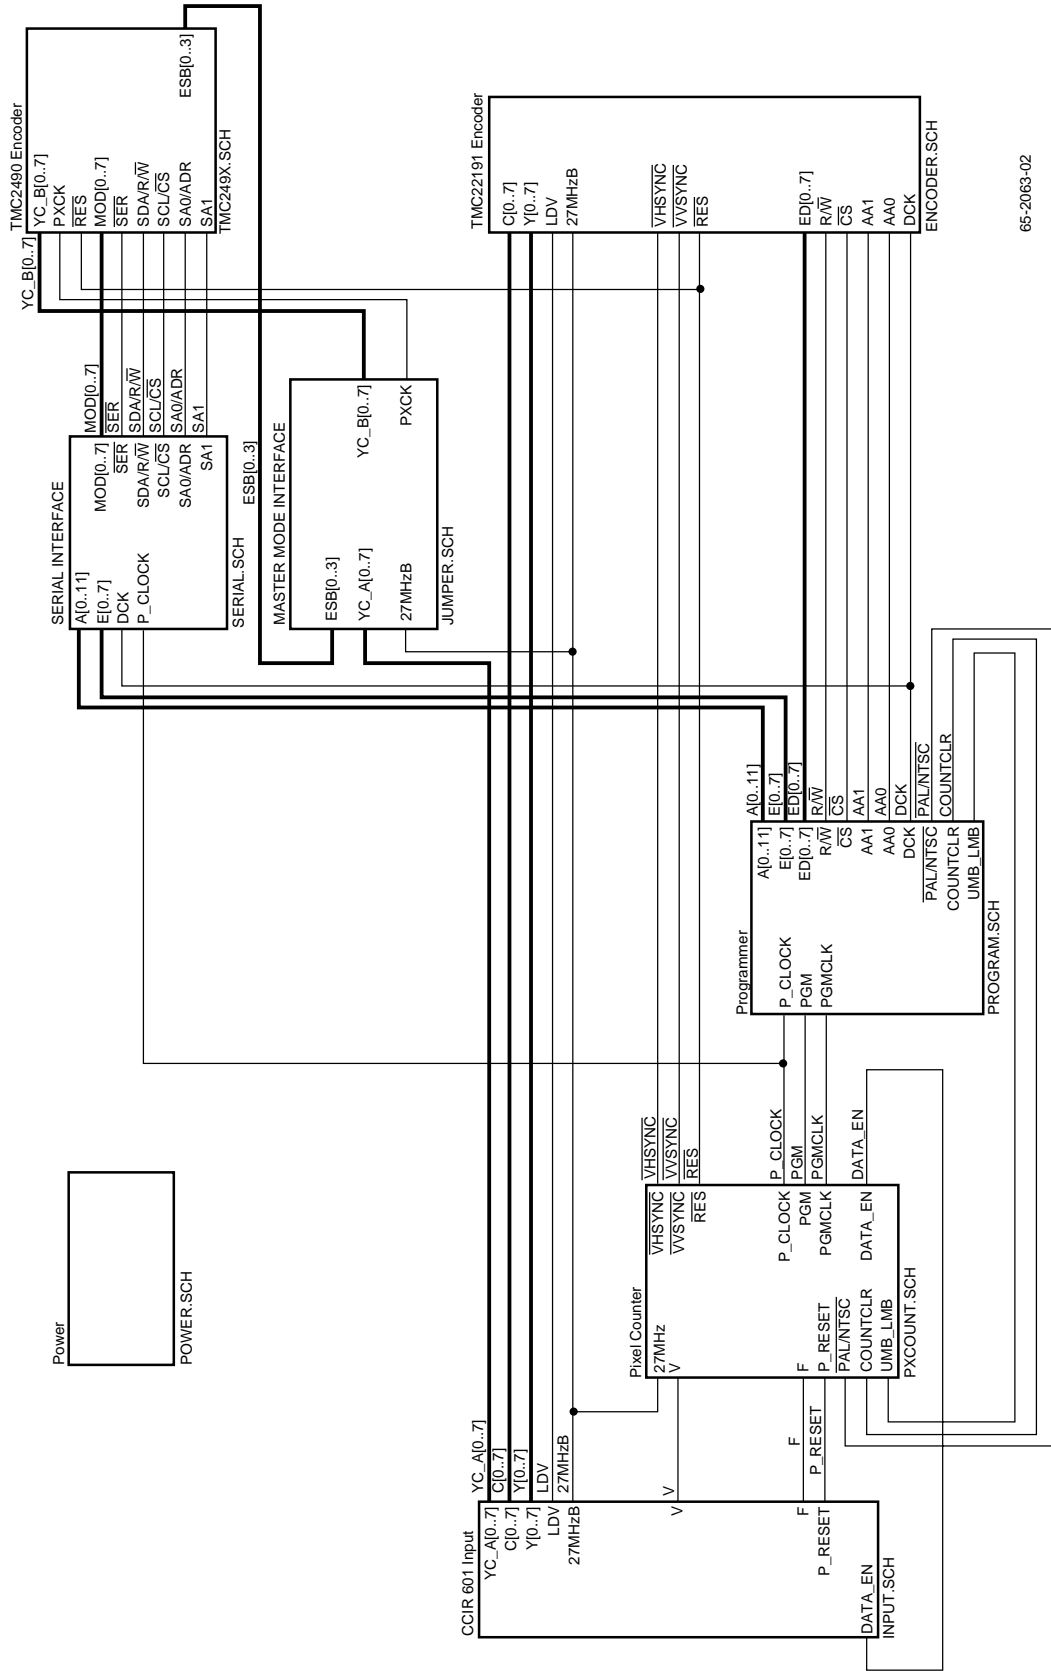 Power
POWER.SCH
SERIAL INTERFACE
A[0..11]
E[0..7]
DCK
P_CLOCK
MOD[0..7]
SER
SDA/R/W
SCL/CS
SA0/ADR
SA1
SERIAL.SCH
MOD[0..7]
SER
SDA/R/W
SCL/CS
SA0/ADR
SA1
YC_B[0..7]
TMC2490 Encoder
YC_B[0..7]
PXCK
RES
MOD[0..7]
SER
SDA/R/W
SCL/CS
SA0/ADR
SA1
ESB[0..3]
TMC249X.SCH
ESB[0..3]
MASTER MODE INTERFACE
ESB[0..3]
YC_A[0..7]
27MHzB
YC_B[0..7]
PXCK
JUMPER.SCH
CCIR 601 Input
YC_A[0..7]
C[0..7]
Y[0..7]
LDV
27MHzB
V
F
P_RESET
DATA_EN
INPUT.SCH
YC_A[0..7]
C[0..7]
Y[0..7]
LDV
27MHzB
V
F
P_RESET
Pixel Counter
27MHz
V
F
P_RESET
PAL/NTSC
COUNTCLR
UMB_LMB
VHSYNC
VVSYNC
RES
P_CLOCK
PGM
PGMCLK
DATA_EN
PXCOUNT.SCH
VHSYNC
VVSYNC
RES
P_CLOCK
PGM
PGMCLK
DATA_EN
Programmer
P_CLOCK
PGM
PGMCLK
A[0..11]
E[0..7]
ED[0..7]
R/W
CS
AA1
AA0
DCK
PAL/NTSC
COUNTCLR
UMB_LMB
PROGRAM.SCH
A[0..11]
E[0..7]
ED[0..7]
R/W
CS
AA1
AA0
DCK
PAL/NTSC
COUNTCLR
TMC22191 Encoder
C[0..7]
Y[0..7]
LDV
27MHzB
VHSYNC
VVSYNC
RES
ED[0..7]
R/W
CS
AA1
AA0
DCK
ENCODER.SCH
65-2063-02